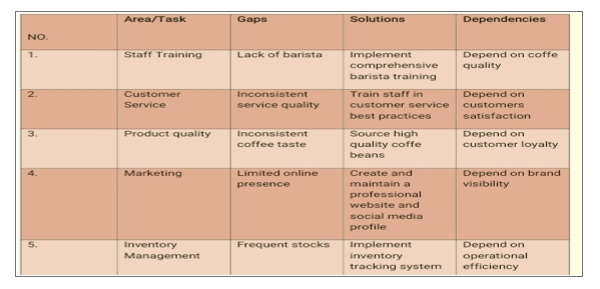 Area/Task Gaps Solutions Dependencies
NO.
1. Staff Training Lack of barista Implement Depend on coffe
comprehensive quality
barista training
2. Customer Inconsistent Train staff in Depend on
Service service quality customer service customers
best practices satisfaction
3. Product quality Inconsistent Source high Depend on
coffee taste quality coffe customer loyalty
beans
4. Marketing Limited online Create and Depend on brand
presence maintain a visibility
professional
website and
social media
profile
5. Inventory Frequent stocks Implement Depend on
Management inventory operational
tracking system efficiency